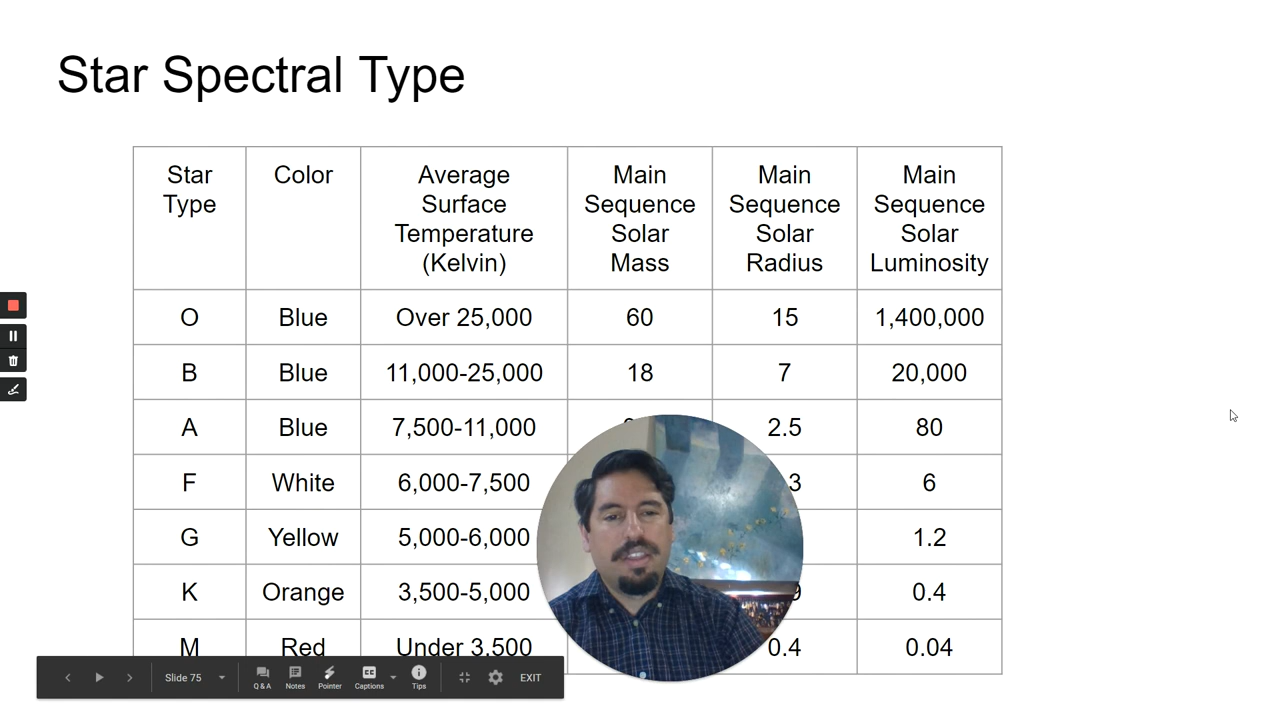 Star Spectral Type
Star
Type
Color
Average
Surface
Temperature
(Kelvin)
Main
Sequence
Solar
Mass
Main
Sequence
Solar
Radius
Main
Sequence
Solar
Luminosity
O Blue Over 25,000 60 15 1,400,000
B Blue 11,000-25,000 18 7 20,000
A Blue 7,500-11,000 2.5 80
F White 6,000-7,500 6
G Yellow 5,000-6,000 1.2
K Orange 3,500-5,000 0.4
M Red Under 3,500 0.4 0.04
Slide 75
Q & A
Notes
Pointer
CC
Captions
Tips
EXIT